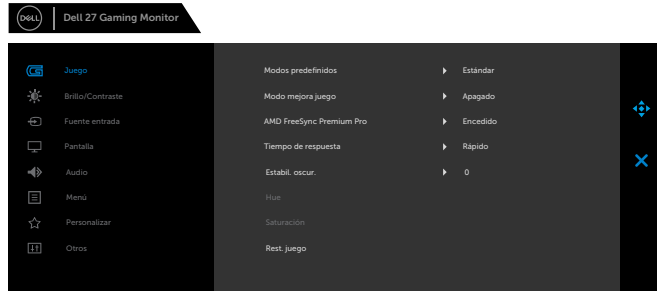 DELL
Dell 27 Gaming Monitor
Juego
Modos predefinidos
Estándar
Brillo/Contraste
Modo mejora juego
Apagado
Fuente entrada
AMD FreeSync Premium Pro
Encedido
Pantalla
Tiempo de respuesta
Rápido
Audio
Estabil. oscur.
0
Menú
Hue
Personalizar
Saturación
Otros
Rest. juego